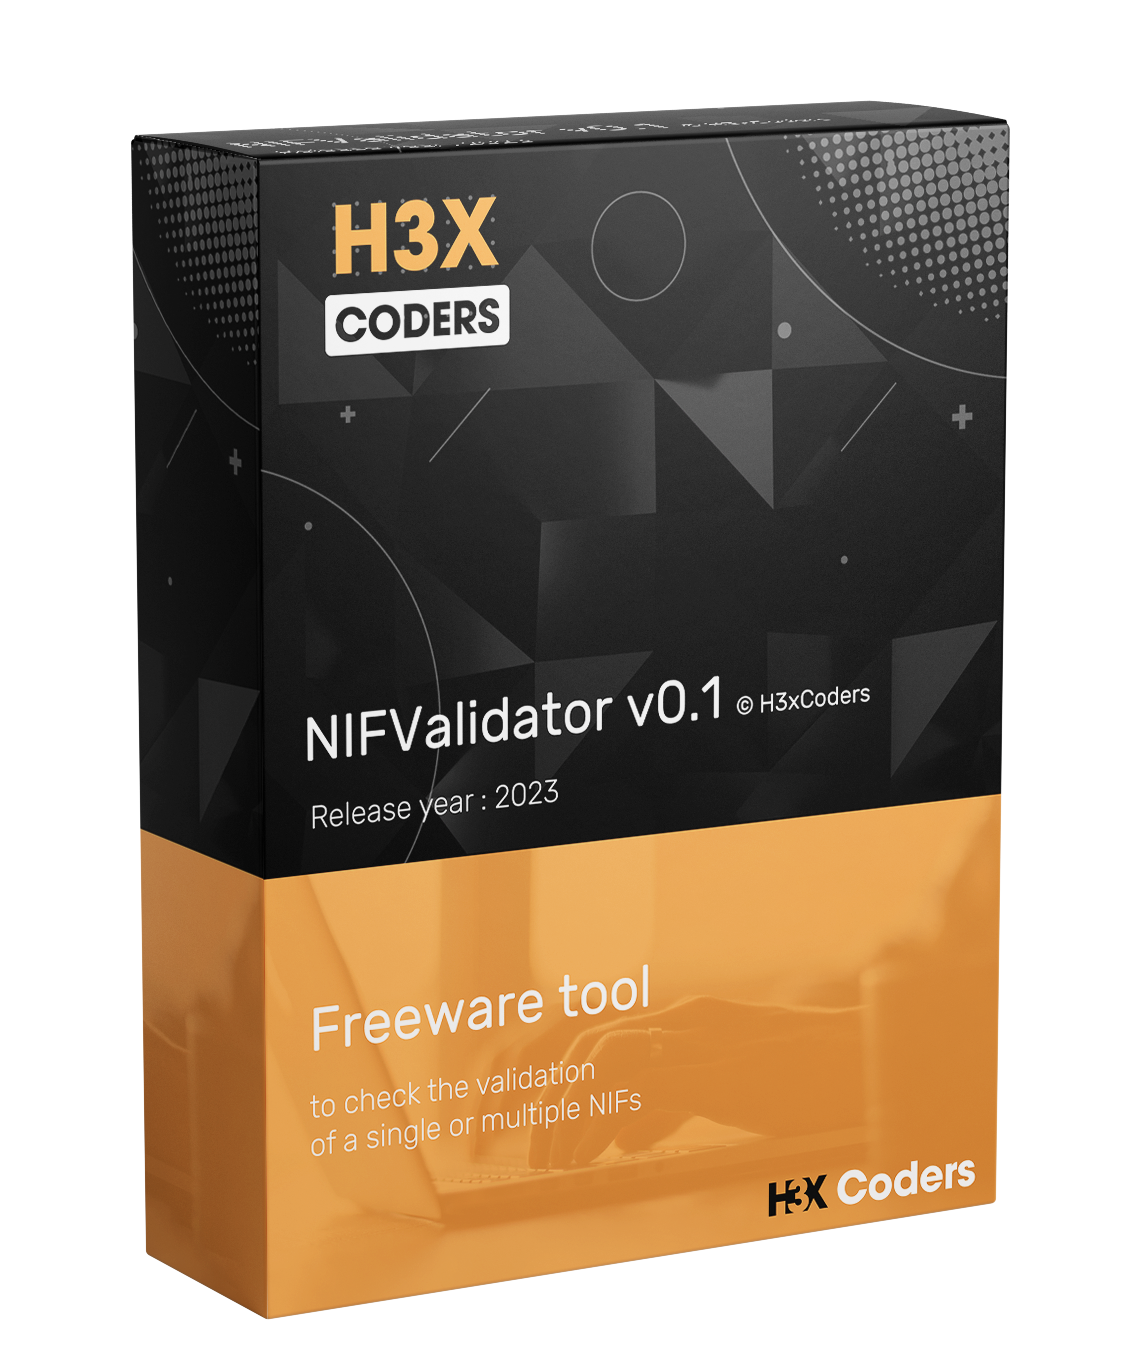 H3X
CODERS
NIFValidator v0.1 © H3xCoders
Release year : 2023
Freeware tool
to check the validation
of a single or multiple NIFs
H3X Coders